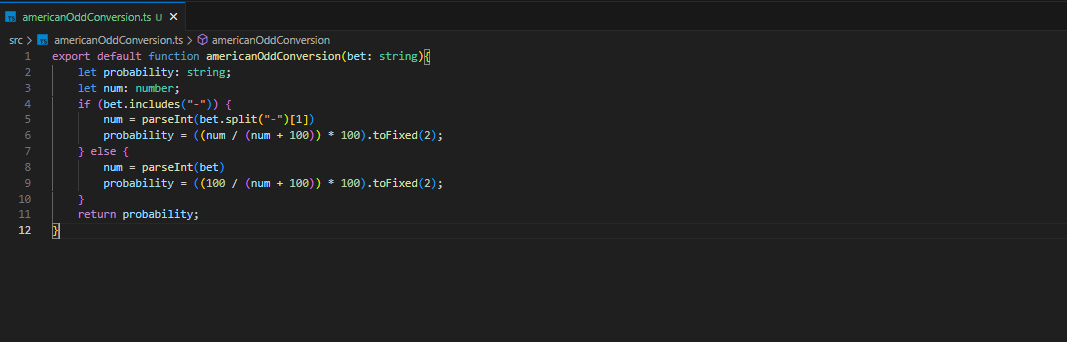 TS americanOddConversion.ts U ×
src > TS americanOddConversion.ts > americanOddConversion
1 export default function americanOddConversion(bet: string){
2     let probability: string;
3     let num: number;
4     if (bet.includes("-")) {
5         num = parseInt(bet.split("-")[1])
6         probability = ((num / (num + 100)) * 100).toFixed(2);
7     } else {
8         num = parseInt(bet)
9         probability = ((100 / (num + 100)) * 100).toFixed(2);
10     }
11     return probability;
12 }